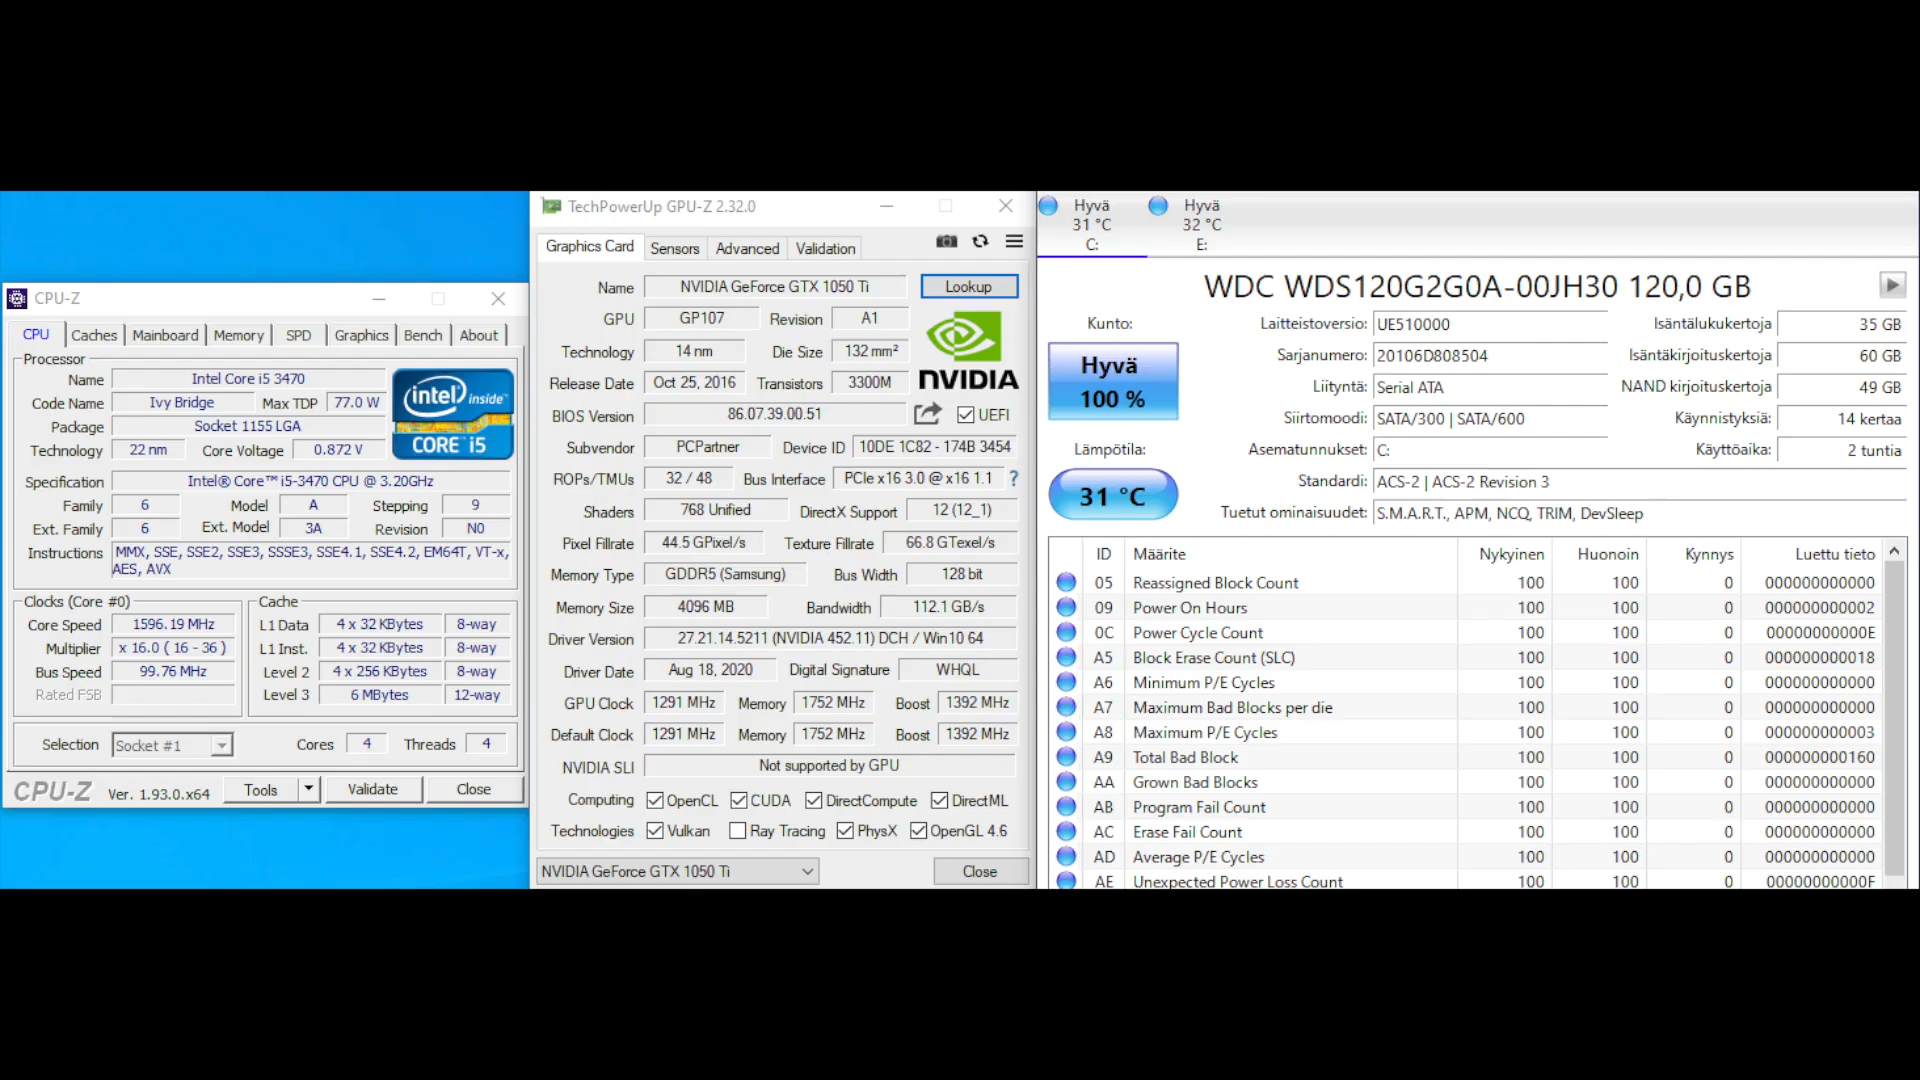 CPU-Z
CPU Caches Mainboard Memory SPD Graphics Bench About
Processor
Name Intel Core i5 3470
Code Name Ivy Bridge Max TDP 77.0 W
Package Socket 1155 LGA
Technology 22 nm Core Voltage 0.872 V
intel inside™
CORE™ i5
Specification Intel® Core™ i5-3470 CPU @ 3.20GHz
Family 6 Model A Stepping 9
Ext. Family 6 Ext. Model 3A Revision N0
Instructions MMX, SSE, SSE2, SSE3, SSSE3, SSE4.1, SSE4.2, EM64T, VT-x,
AES, AVX
Clocks (Core #0)
Core Speed 1596.19 MHz
Multiplier x 16.0 ( 16 - 36 )
Bus Speed 99.76 MHz
Rated FSB
Cache
L1 Data 4 x 32 KBytes 8-way
L1 Inst. 4 x 32 KBytes 8-way
Level 2 4 x 256 KBytes 8-way
Level 3 6 MBytes 12-way
Selection Socket #1 Cores 4 Threads 4
CPU-Z Ver. 1.93.0.x64 Tools Validate Close
TechPowerUp GPU-Z 2.32.0
Graphics Card Sensors Advanced Validation
Name NVIDIA GeForce GTX 1050 Ti Lookup
GPU GP107 Revision A1
Technology 14 nm Die Size 132 mm²
Release Date Oct 25, 2016 Transistors 3300M
NVIDIA
BIOS Version 86.07.39.00.51 UEFI
Subvendor PCPartner Device ID 10DE 1C82 - 174B 3454
ROPs/TMUs 32 / 48 Bus Interface PCIe x16 3.0 @ x16 1.1 ?
Shaders 768 Unified DirectX Support 12 (12_1)
Pixel Fillrate 44.5 GPixel/s Texture Fillrate 66.8 GTexel/s
Memory Type GDDR5 (Samsung) Bus Width 128 bit
Memory Size 4096 MB Bandwidth 112.1 GB/s
Driver Version 27.21.14.5211 (NVIDIA 452.11) DCH / Win10 64
Driver Date Aug 18, 2020 Digital Signature WHQL
GPU Clock 1291 MHz Memory 1752 MHz Boost 1392 MHz
Default Clock 1291 MHz Memory 1752 MHz Boost 1392 MHz
NVIDIA SLI Not supported by GPU
Computing OpenCL CUDA DirectCompute DirectML
Technologies Vulkan Ray Tracing PhysX OpenGL 4.6
NVIDIA GeForce GTX 1050 Ti Close
Hyvä Hyvä
31 °C 32 °C
C: E:
WDC WDS120G2G0A-00JH30 120,0 GB
Kunto:
Hyvä
100 %
Lämpötila:
31 °C
Laitteistoversio: UE510000 Isäntälukukertoja 35 GB
Sarjanumero: 20106D808504 Isäntäkirjoituskertoja 60 GB
Liityntä: Serial ATA NAND kirjoituskertoja 49 GB
Siirtomoodi: SATA/300 | SATA/600 Käynnistyksiä: 14 kertaa
Asematunnukset: C: Käyttöaika: 2 tuntia
Standardi: ACS-2 | ACS-2 Revision 3
Tuetut ominaisuudet: S.M.A.R.T., APM, NCQ, TRIM, DevSleep
ID Määrite Nykyinen Huonoin Kynnys Luettu tieto
05 Reassigned Block Count 100 100 0 000000000000
09 Power On Hours 100 100 0 000000000002
0C Power Cycle Count 100 100 0 00000000000E
A5 Block Erase Count (SLC) 100 100 0 000000000018
A6 Minimum P/E Cycles 100 100 0 000000000000
A7 Maximum Bad Blocks per die 100 100 0 000000000000
A8 Maximum P/E Cycles 100 100 0 000000000003
A9 Total Bad Block 100 100 0 000000000160
AA Grown Bad Blocks 100 100 0 000000000000
AB Program Fail Count 100 100 0 000000000000
AC Erase Fail Count 100 100 0 000000000000
AD Average P/E Cycles 100 100 0 000000000000
AE Unexpected Power Loss Count 100 100 0 00000000000F